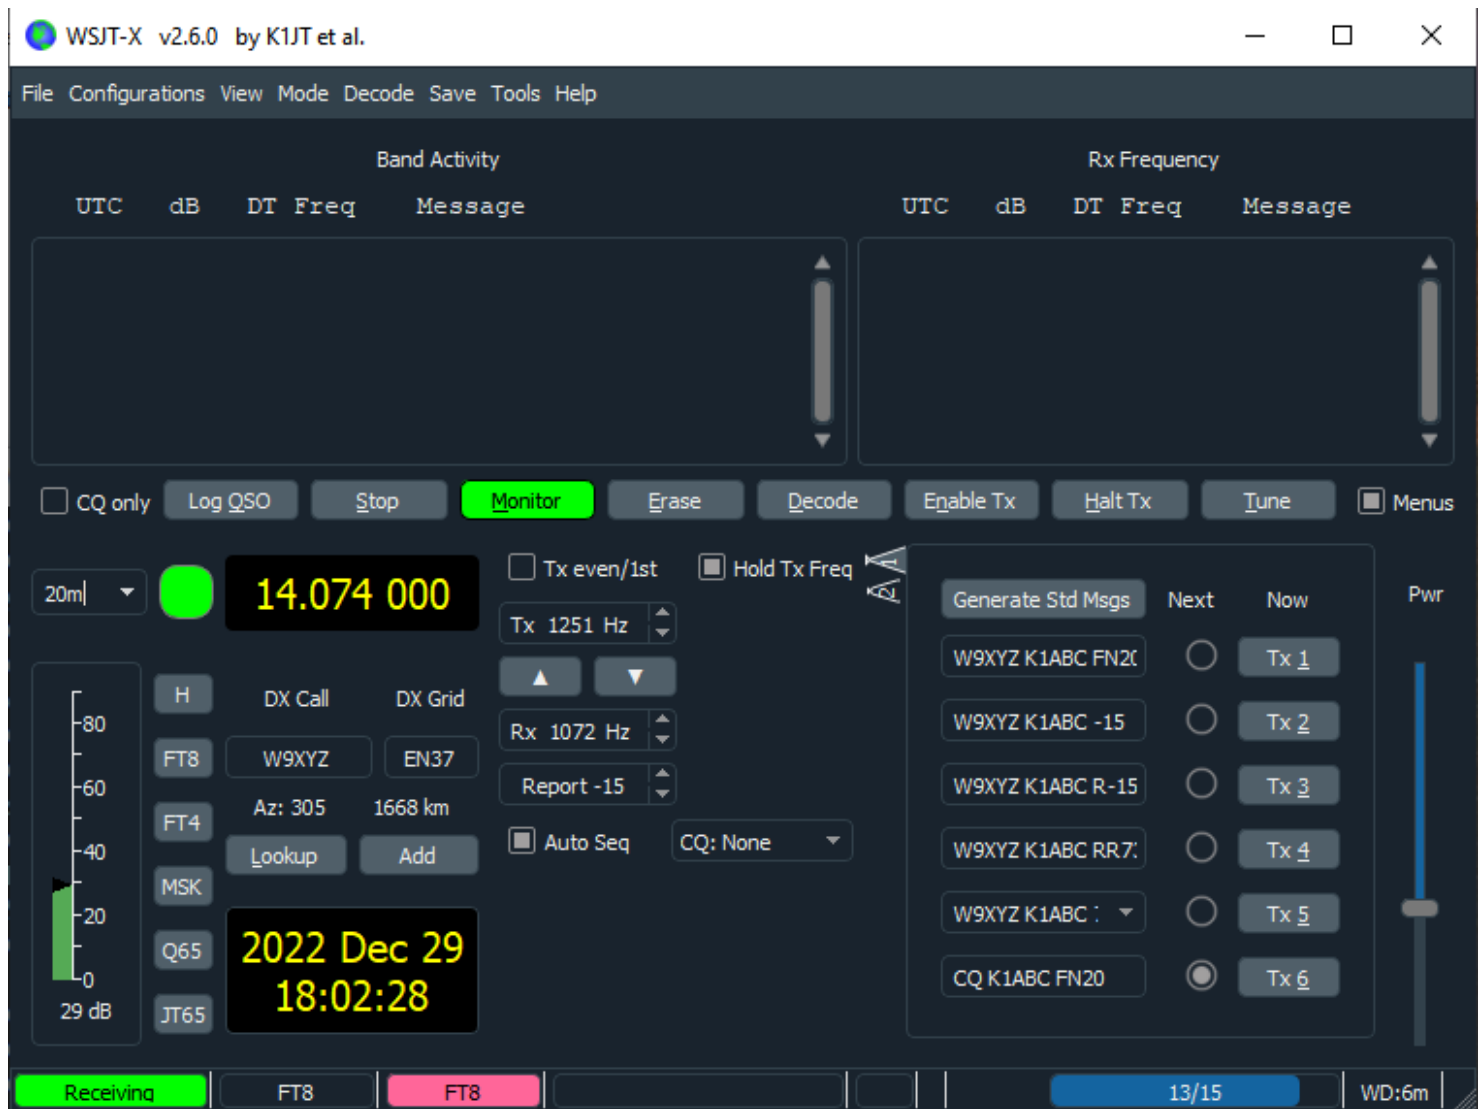 WSJT-X v2.6.0 by K1JT et al.
File Configurations View Mode Decode Save Tools Help
Band Activity
Rx Frequency
UTC dB DT Freq Message
UTC dB DT Freq Message
CQ only Log QSO Stop Monitor Erase Decode Enable Tx Halt Tx Tune Menus
20m
14.074 000
Tx even/1st
Hold Tx Freq
1
2
Tx 1251 Hz
▲ ▼
Rx 1072 Hz
Report -15
Auto Seq
CQ: None
H
FT8
FT4
MSK
Q65
JT65
DX Call DX Grid
W9XYZ EN37
Az: 305 1668 km
Lookup Add
2022 Dec 29
18:02:28
80
60
40
20
0
29 dB
Generate Std Msgs Next Now
W9XYZ K1ABC FN20 Tx 1
W9XYZ K1ABC -15 Tx 2
W9XYZ K1ABC R-15 Tx 3
W9XYZ K1ABC RR7 Tx 4
W9XYZ K1ABC Tx 5
CQ K1ABC FN20 Tx 6
Pwr
Receiving FT8 FT8 13/15 WD:6m